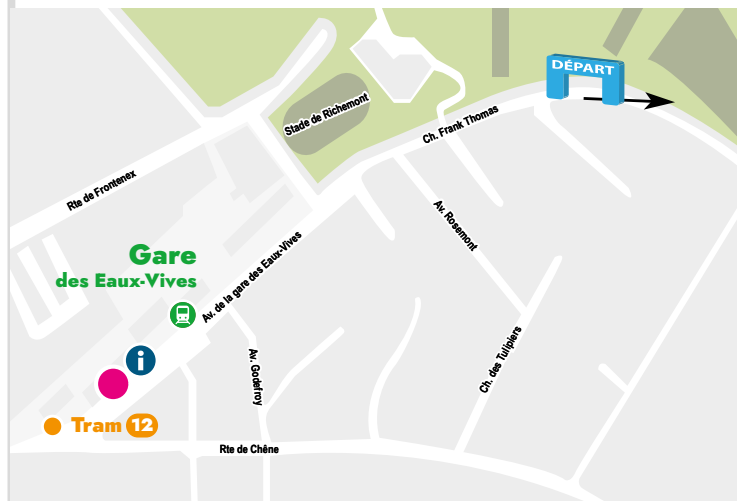 DÉPART
Stade de Richemont
Ch. Frank Thomas
Rte de Frontenex
Av. Rosemont
Gare
des Eaux-Vives
Av. de la gare des Eaux-Vives
i
Av. Godefroy
Ch. des Tulipiers
Tram 12
Rte de Chêne